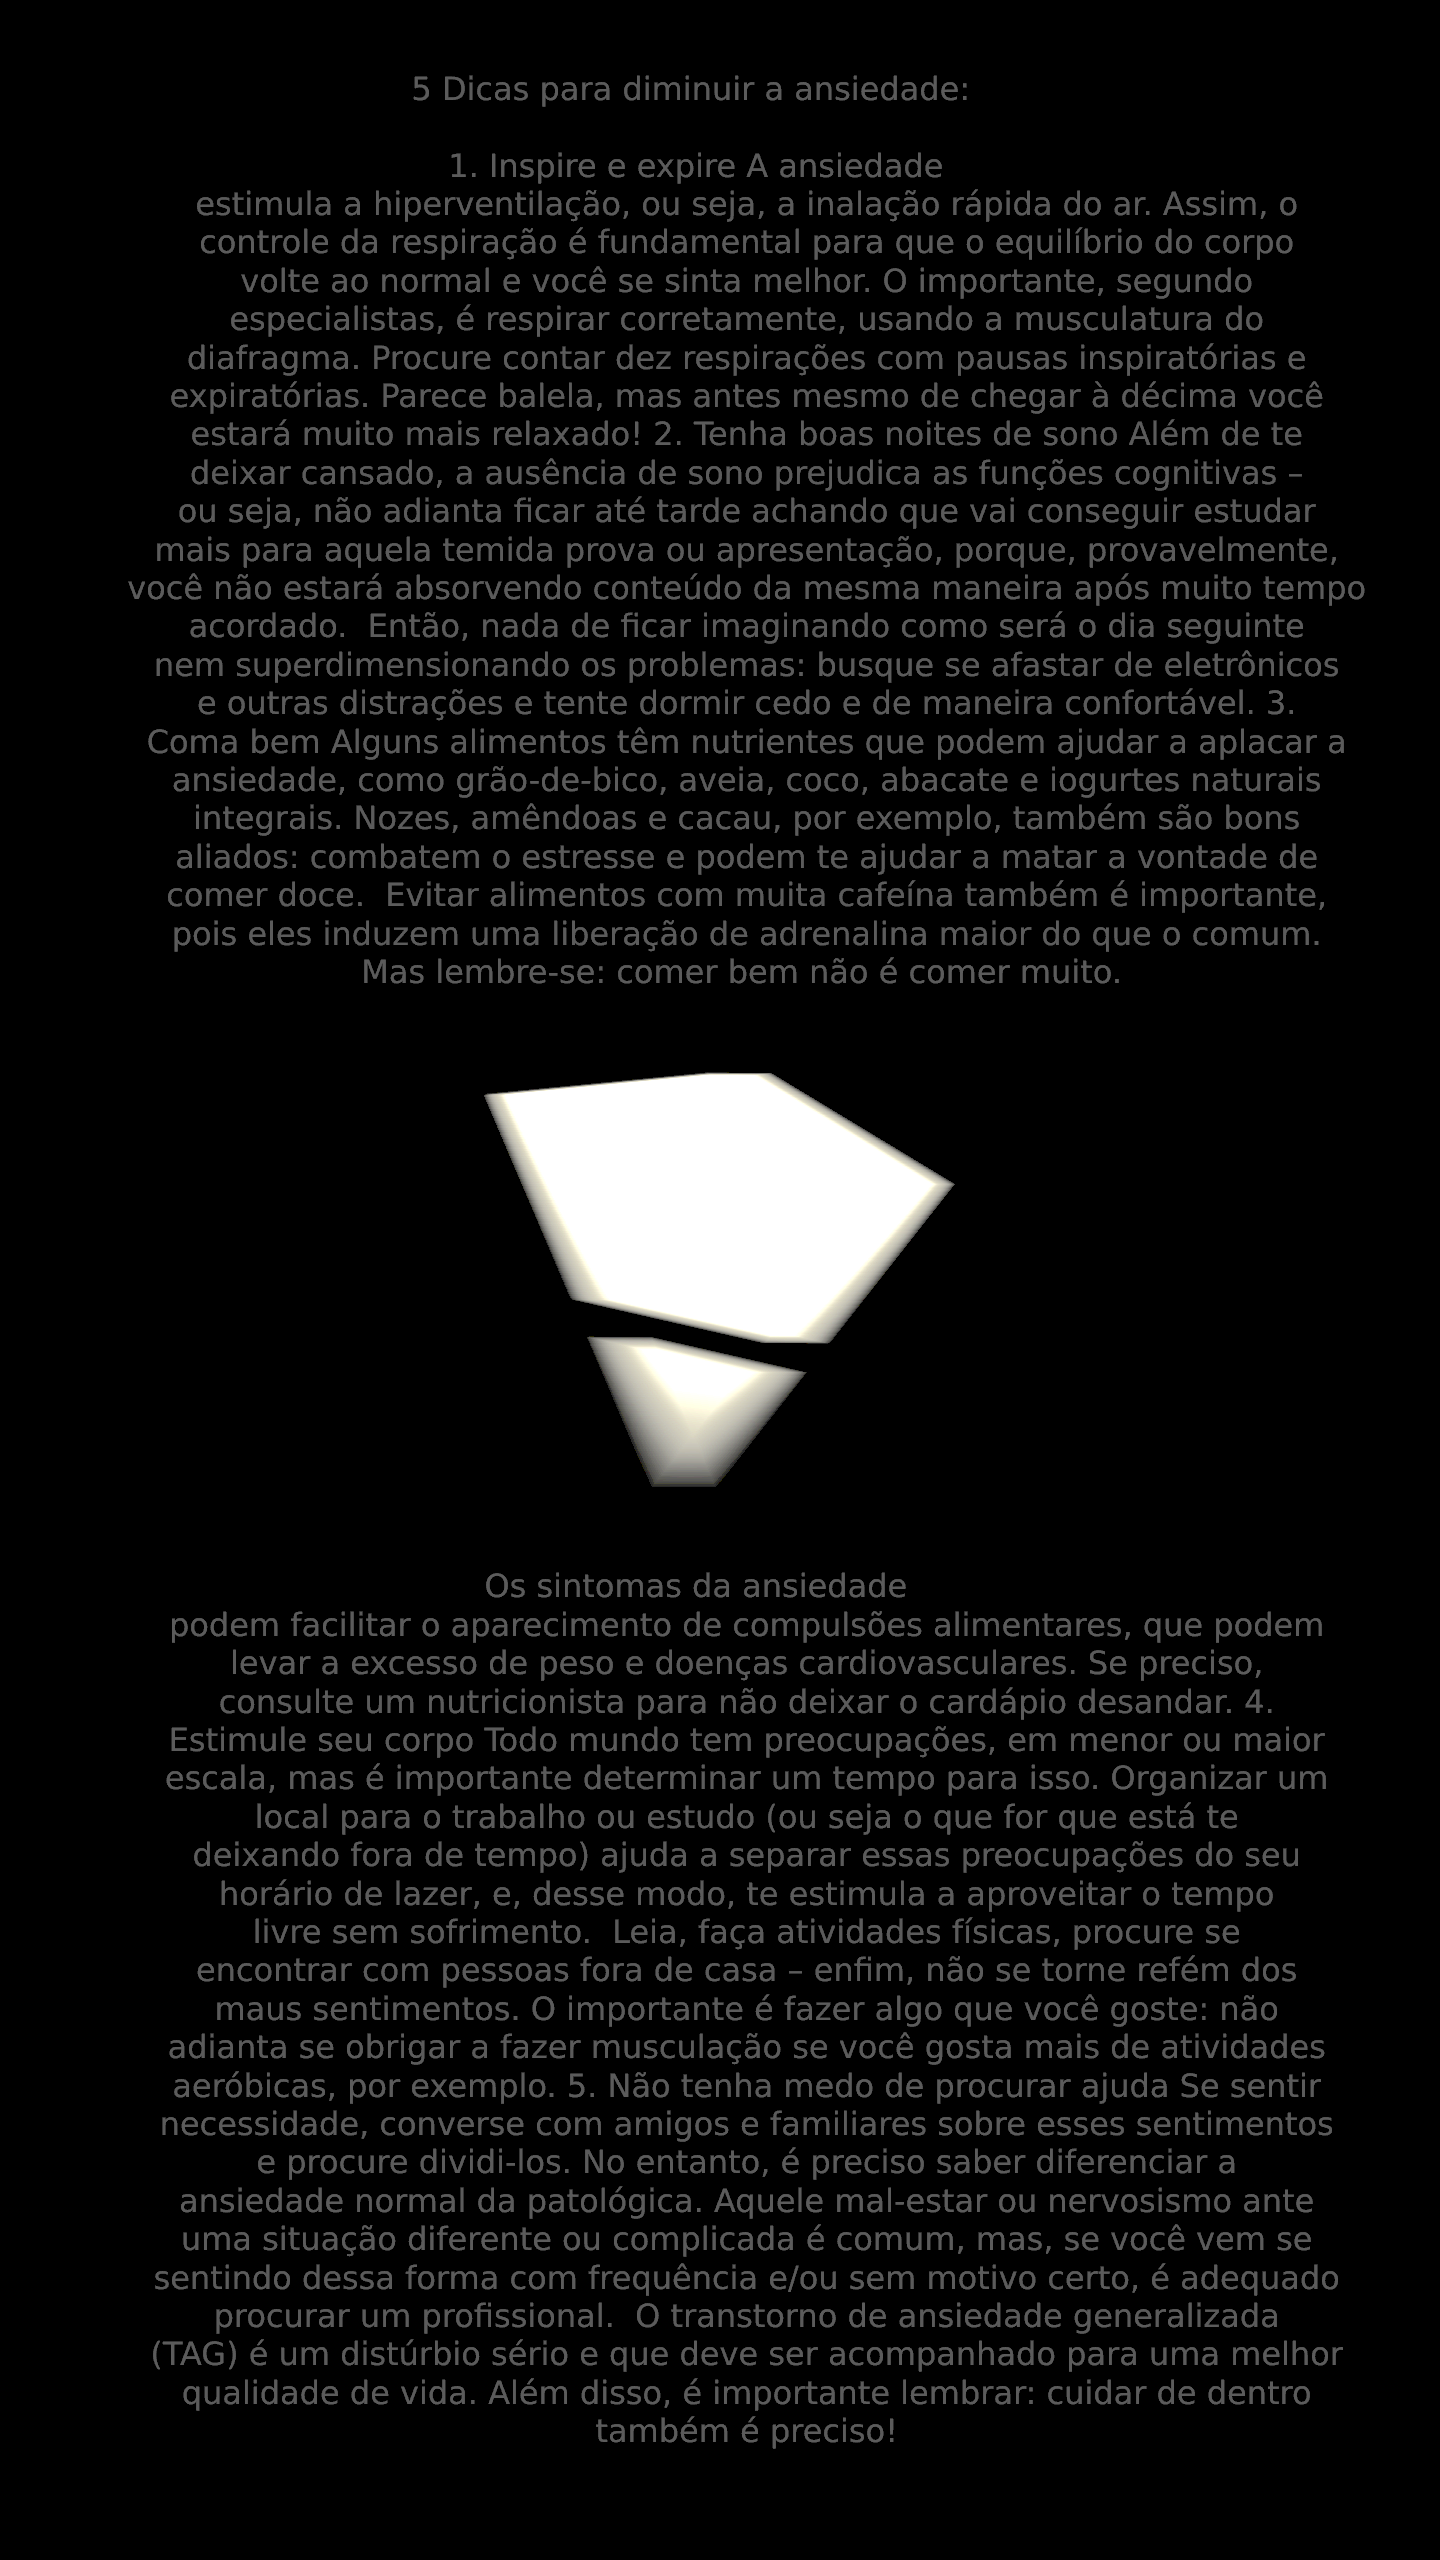 5 Dicas para diminuir a ansiedade:
1. Inspire e expire A ansiedade
estimula a hiperventilação, ou seja, a inalação rápida do ar. Assim, o
controle da respiração é fundamental para que o equilíbrio do corpo
volte ao normal e você se sinta melhor. O importante, segundo
especialistas, é respirar corretamente, usando a musculatura do
diafragma. Procure contar dez respirações com pausas inspiratórias e
expiratórias. Parece balela, mas antes mesmo de chegar à décima você
estará muito mais relaxado! 2. Tenha boas noites de sono Além de te
deixar cansado, a ausência de sono prejudica as funções cognitivas –
ou seja, não adianta ficar até tarde achando que vai conseguir estudar
mais para aquela temida prova ou apresentação, porque, provavelmente,
você não estará absorvendo conteúdo da mesma maneira após muito tempo
acordado.  Então, nada de ficar imaginando como será o dia seguinte
nem superdimensionando os problemas: busque se afastar de eletrônicos
e outras distrações e tente dormir cedo e de maneira confortável. 3.
Coma bem Alguns alimentos têm nutrientes que podem ajudar a aplacar a
ansiedade, como grão-de-bico, aveia, coco, abacate e iogurtes naturais
integrais. Nozes, amêndoas e cacau, por exemplo, também são bons
aliados: combatem o estresse e podem te ajudar a matar a vontade de
comer doce.  Evitar alimentos com muita cafeína também é importante,
pois eles induzem uma liberação de adrenalina maior do que o comum.
Mas lembre-se: comer bem não é comer muito.
Os sintomas da ansiedade
podem facilitar o aparecimento de compulsões alimentares, que podem
levar a excesso de peso e doenças cardiovasculares. Se preciso,
consulte um nutricionista para não deixar o cardápio desandar. 4.
Estimule seu corpo Todo mundo tem preocupações, em menor ou maior
escala, mas é importante determinar um tempo para isso. Organizar um
local para o trabalho ou estudo (ou seja o que for que está te
deixando fora de tempo) ajuda a separar essas preocupações do seu
horário de lazer, e, desse modo, te estimula a aproveitar o tempo
livre sem sofrimento.  Leia, faça atividades físicas, procure se
encontrar com pessoas fora de casa – enfim, não se torne refém dos
maus sentimentos. O importante é fazer algo que você goste: não
adianta se obrigar a fazer musculação se você gosta mais de atividades
aeróbicas, por exemplo. 5. Não tenha medo de procurar ajuda Se sentir
necessidade, converse com amigos e familiares sobre esses sentimentos
e procure dividi-los. No entanto, é preciso saber diferenciar a
ansiedade normal da patológica. Aquele mal-estar ou nervosismo ante
uma situação diferente ou complicada é comum, mas, se você vem se
sentindo dessa forma com frequência e/ou sem motivo certo, é adequado
procurar um profissional.  O transtorno de ansiedade generalizada
(TAG) é um distúrbio sério e que deve ser acompanhado para uma melhor
qualidade de vida. Além disso, é importante lembrar: cuidar de dentro
também é preciso!